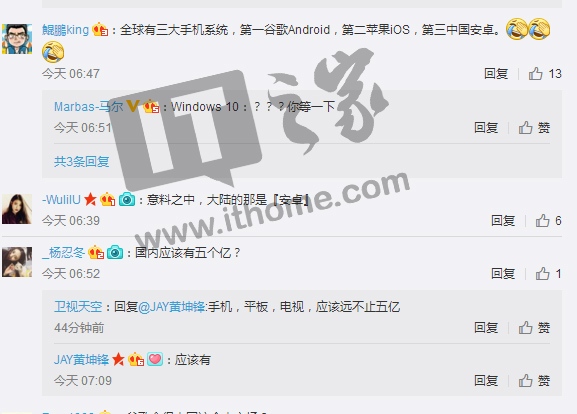 鲲鹏king：全球有三大手机系统，第一谷歌Android，第二苹果IOS，第三中国安卓。
今天 06:47 回复 13
Marbas-马尔 V：Windows 10：？？？你等一下
今天 06:51 回复 赞
共3条回复
IT之家
www.ithome.com
-WulilU：意料之中，大陆的那是『安卓』
今天 06:39 回复 6
_杨忍冬：国内应该有五个亿？
今天 06:52 回复 1
卫视天空：回复@JAY黄坤锋:手机，平板，电视，应该远不止五亿
44分钟前 回复 赞
JAY黄坤锋：应该有
今天 07:09 回复 赞